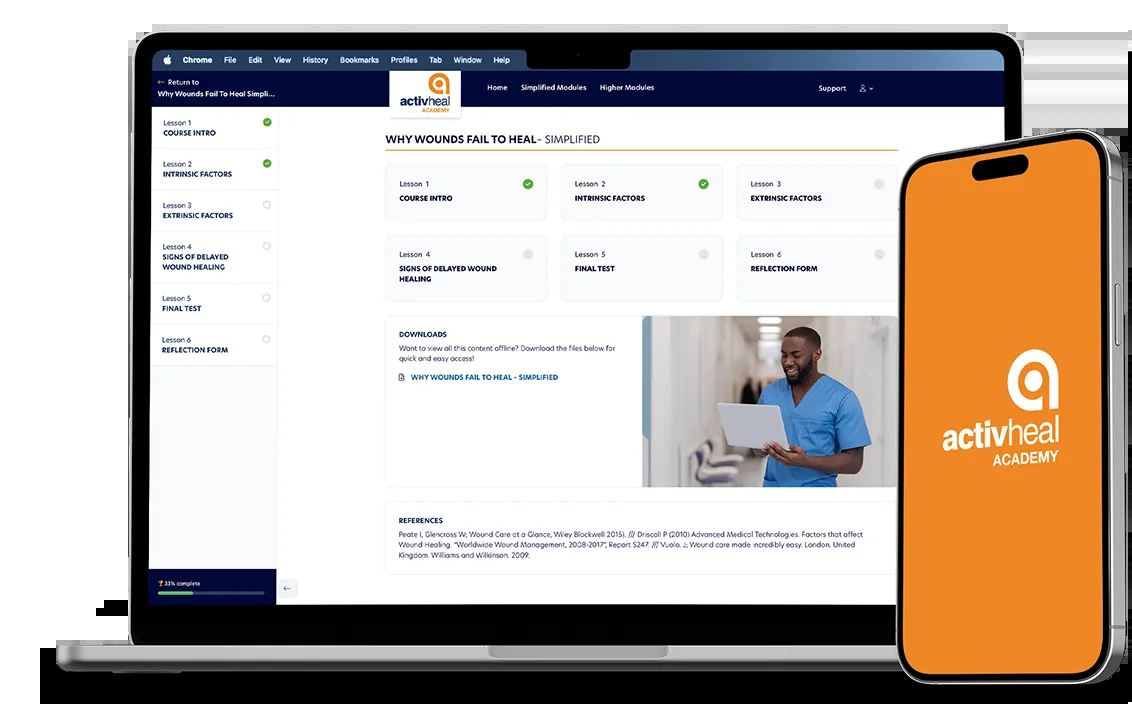 Chrome File Edit View History Bookmarks Profiles Tab Window Help
← Return to
Why Wounds Fail To Heal Simpli...
activheal
ACADEMY
Home Simplified Modules Higher Modules
Support
Lesson 1
COURSE INTRO
Lesson 2
INTRINSIC FACTORS
Lesson 3
EXTRINSIC FACTORS
Lesson 4
SIGNS OF DELAYED
WOUND HEALING
Lesson 5
FINAL TEST
Lesson 6
REFLECTION FORM
33% complete
WHY WOUNDS FAIL TO HEAL- SIMPLIFIED
Lesson 1
COURSE INTRO
Lesson 2
INTRINSIC FACTORS
Lesson 3
EXTRINSIC FACTORS
Lesson 4
SIGNS OF DELAYED WOUND
HEALING
Lesson 5
FINAL TEST
Lesson 6
REFLECTION FORM
DOWNLOADS
Want to view all this content offline? Download the files below for
quick and easy access!
WHY WOUNDS FAIL TO HEAL - SIMPLIFIED
REFERENCES
Peate I, Glencross W; Wound Care at a Glance, Wiley Blockwell 2015). /// Driscoll P (2010) Advanced Medical Technologies. Factors that affect
Wound Healing. "Worldwide Wound Management, 2008-2017", Report S247. /// Vuolo, J; Wound care made incredibly easy. London. United
Kingdom. Williams and Wilkinson. 2009.
activheal
ACADEMY